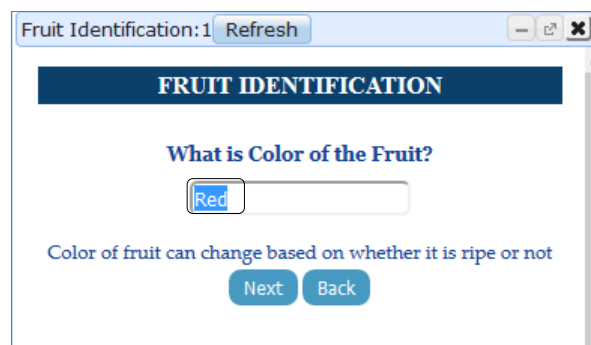 Fruit Identification:1 Refresh
FRUIT IDENTIFICATION
What is Color of the Fruit?
Red
Color of fruit can change based on whether it is ripe or not
Next Back